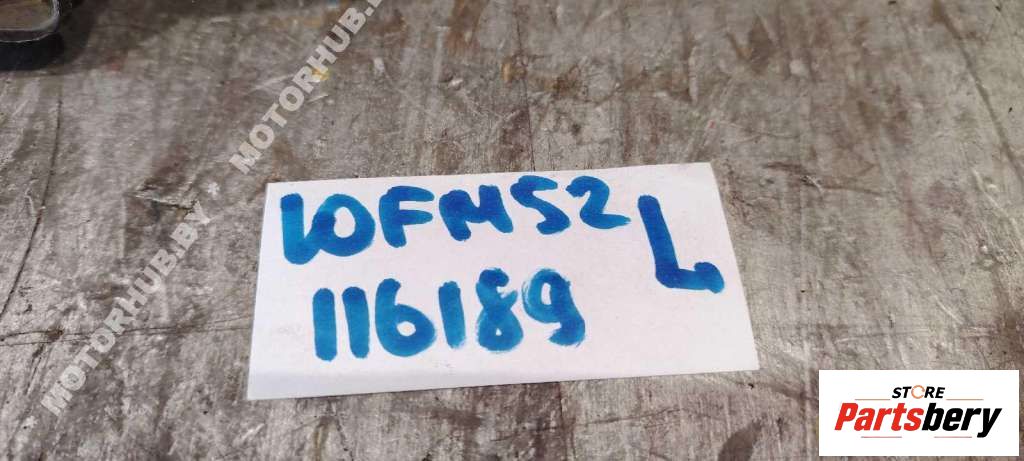 MOTORHUB.BY · MOTORHUB.BY
10FM52
L
116189
STORE
Partsbery